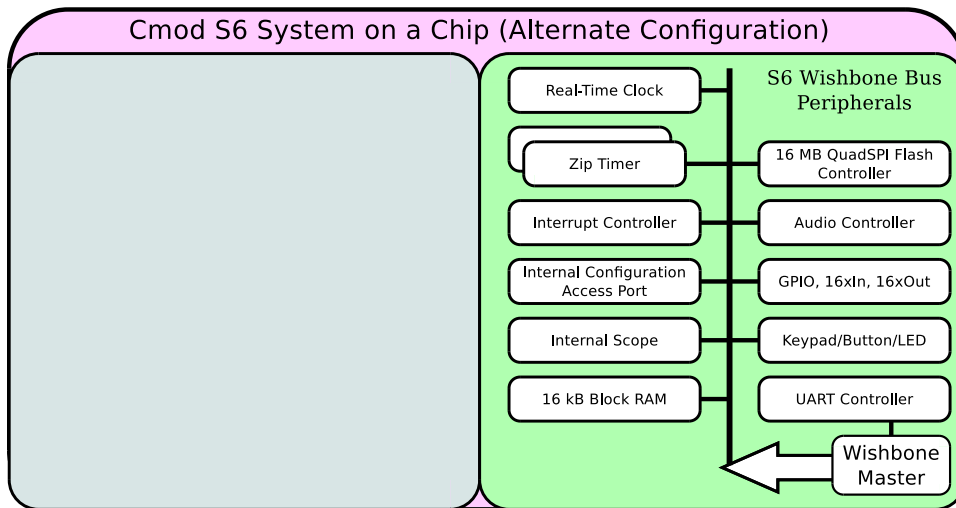 Cmod S6 System on a Chip (Alternate Configuration)
S6 Wishbone Bus
Peripherals
Real-Time Clock
Zip Timer
Interrupt Controller
Internal Configuration
Access Port
Internal Scope
16 kB Block RAM
16 MB QuadSPI Flash
Controller
Audio Controller
GPIO, 16xIn, 16xOut
Keypad/Button/LED
UART Controller
Wishbone
Master